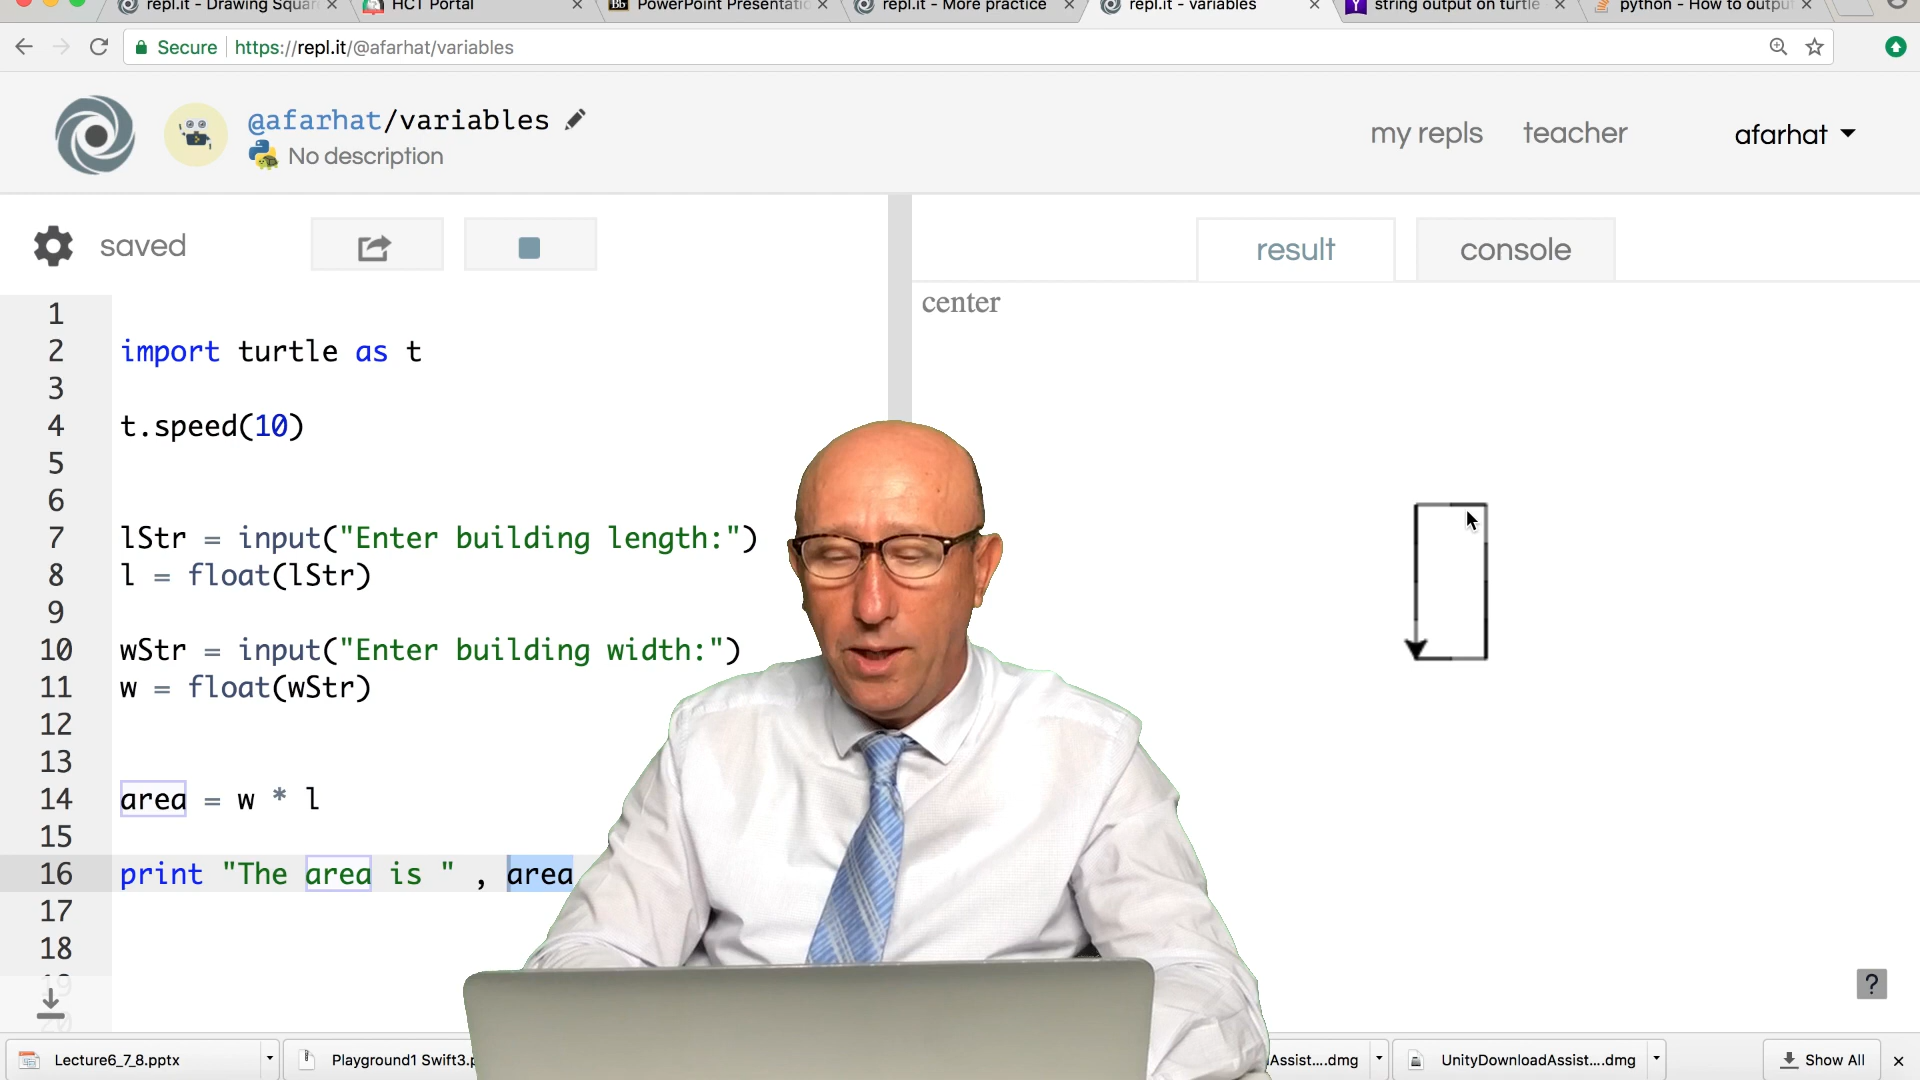 repl.it - Drawing Squar
HCT Portal
Bb PowerPoint Presentatio
repl.it - More practice
repl.it - variables
string output on turtle
python - How to output
Secure https://repl.it/@afarhat/variables
@afarhat/variables
No description
my repls teacher afarhat
saved
result console
center
1
2 import turtle as t
3
4 t.speed(10)
5
6
7 lStr = input("Enter building length:")
8 l = float(lStr)
9
10 wStr = input("Enter building width:")
11 w = float(wStr)
12
13
14 area = w * l
15
16 print "The area is " , area
17
18
19
20
?
Lecture6_7_8.pptx
Playground1 Swift3.p
Assist....dmg
UnityDownloadAssist....dmg
Show All